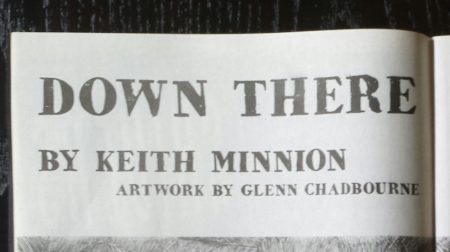 DOWN THERE
BY KEITH MINNION
ARTWORK BY GLENN CHADBOURNE